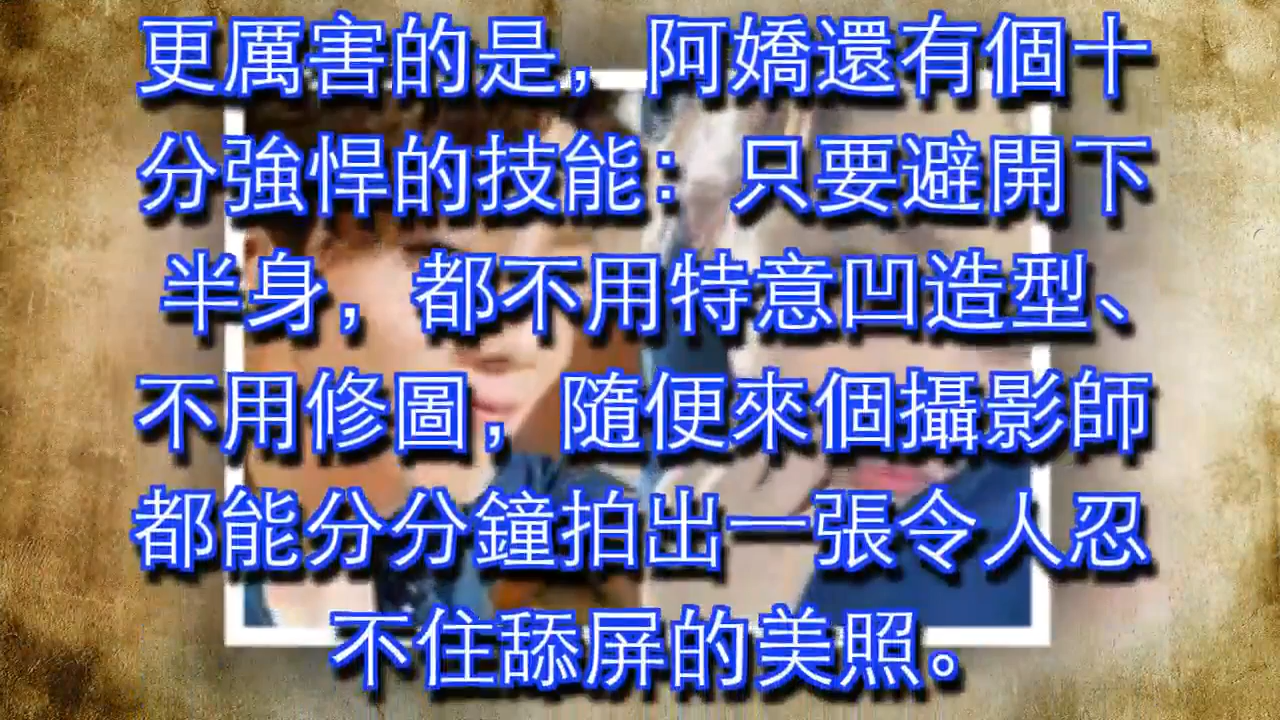 更厲害的是，阿嬌還有個十
分強悍的技能：只要避開下
半身，都不用特意凹造型、
不用修圖，隨便來個攝影師
都能分分鐘拍出一張令人忍
不住舔屏的美照。